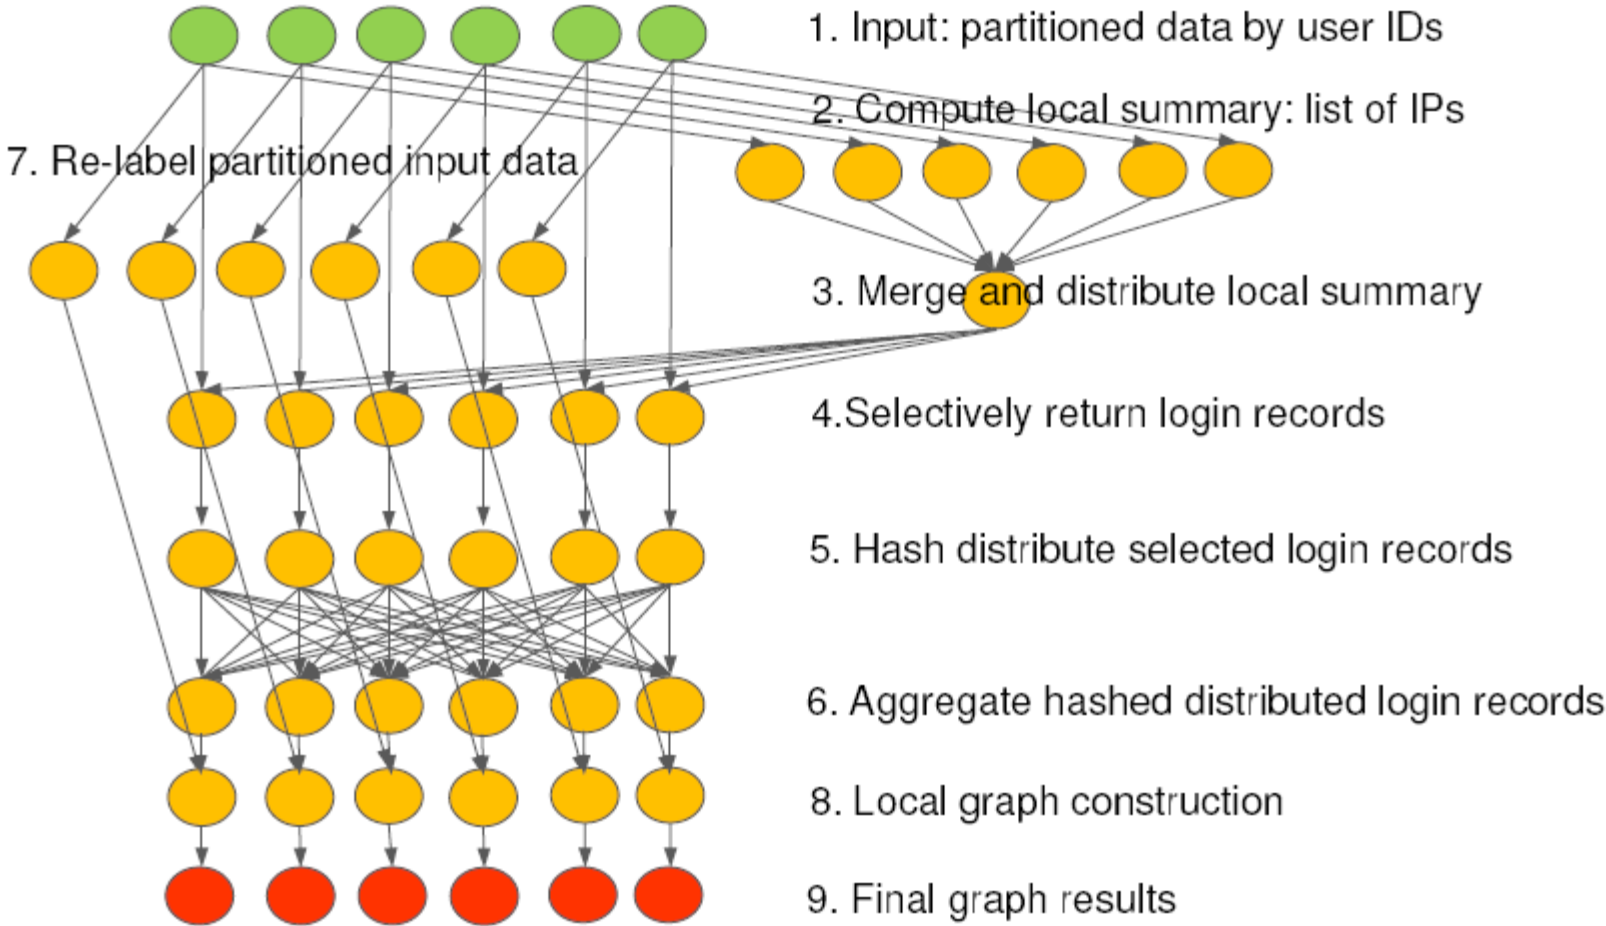 1. Input: partitioned data by user IDs
2. Compute local summary: list of IPs
7. Re-label partitioned input data
3. Merge and distribute local summary
4.Selectively return login records
5. Hash distribute selected login records
6. Aggregate hashed distributed login records
8. Local graph construction
9. Final graph results